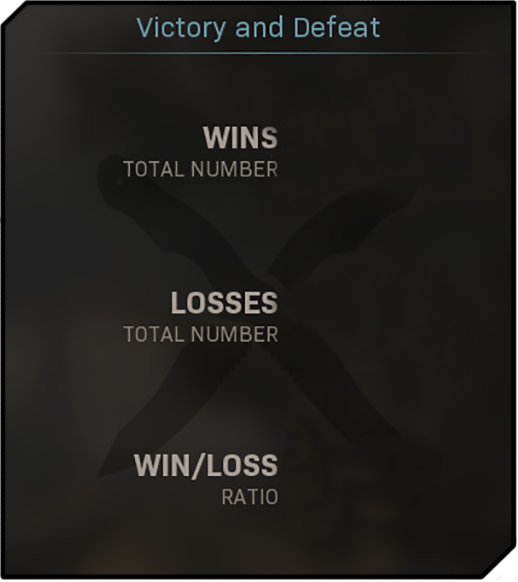 Victory and Defeat
WINS
TOTAL NUMBER
LOSSES
TOTAL NUMBER
WIN/LOSS
RATIO